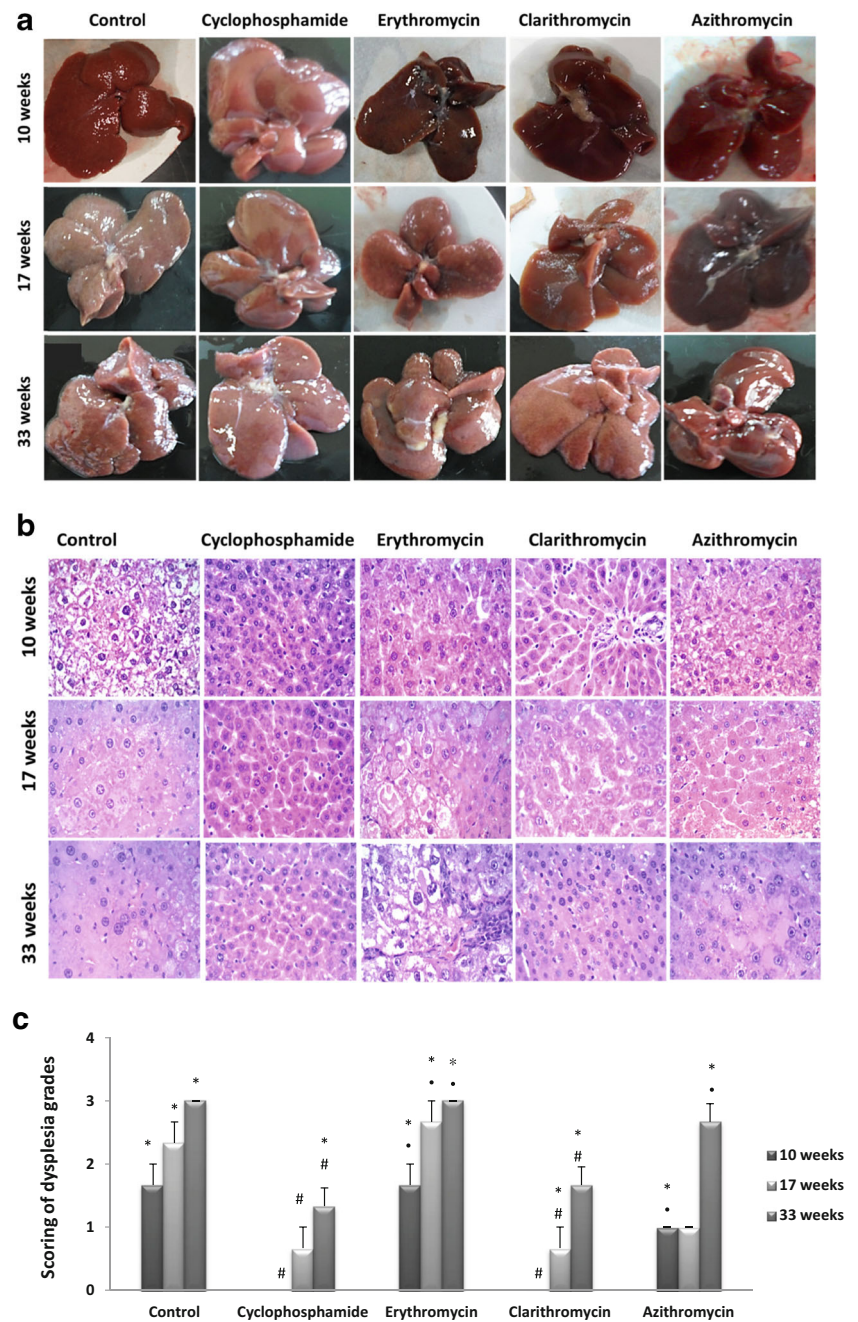 a
Control Cyclophosphamide Erythromycin Clarithromycin Azithromycin
10 weeks
17 weeks
33 weeks
b
Control Cyclophosphamide Erythromycin Clarithromycin Azithromycin
10 weeks
17 weeks
33 weeks
c
Scoring of dysplesia grades
4
3
2
1
0
* * *
# # * #
* • * • * •
# * # * #
* • * •
Control Cyclophosphamide Erythromycin Clarithromycin Azithromycin
10 weeks
17 weeks
33 weeks